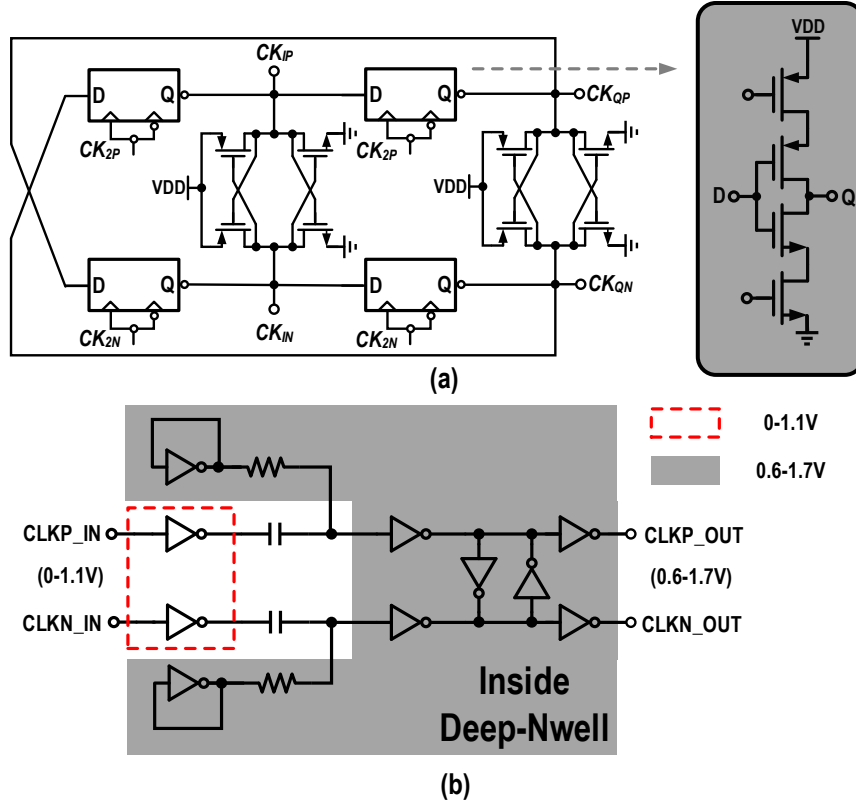 CK_IP
VDD
D Q D Q CK_QP
CK_2P CK_2P
VDD VDD
D Q
D Q D Q
CK_QN
CK_2N CK_IN CK_2N
(a)
0-1.1V
0.6-1.7V
CLKP_IN CLKP_OUT
(0-1.1V) (0.6-1.7V)
CLKN_IN CLKN_OUT
Inside
Deep-Nwell
(b)